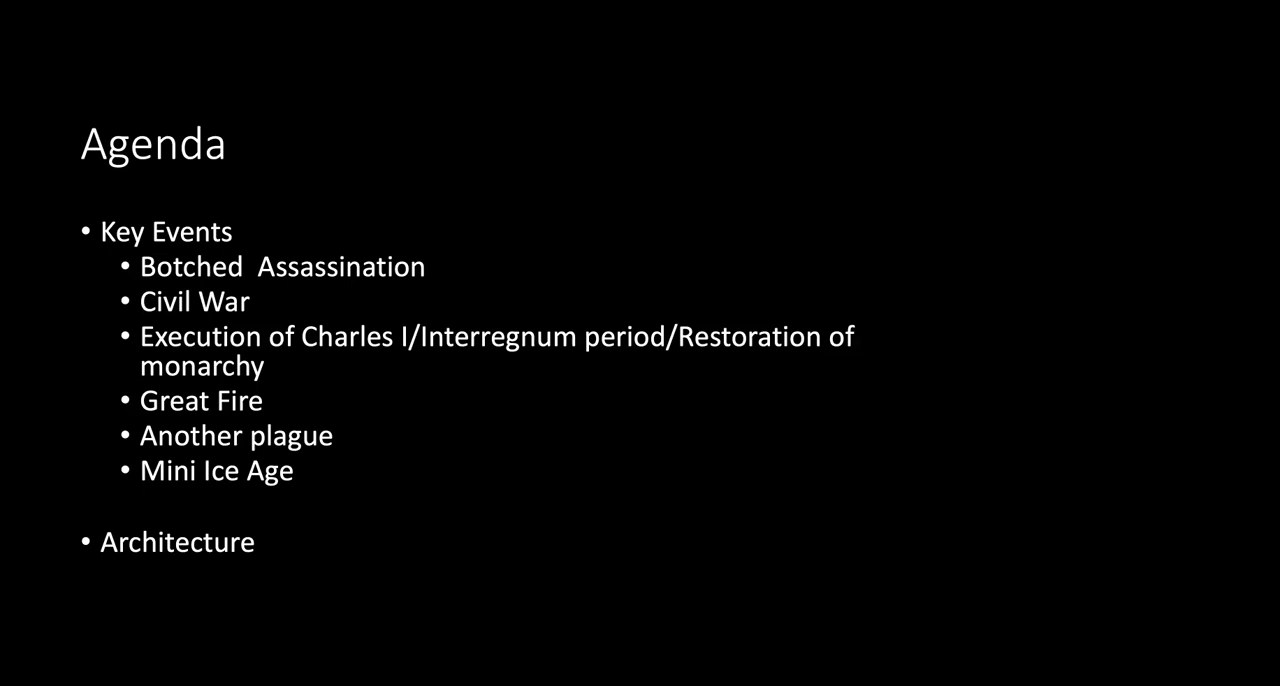 Agenda
• Key Events
• Botched  Assassination
• Civil War
• Execution of Charles I/Interregnum period/Restoration of
monarchy
• Great Fire
• Another plague
• Mini Ice Age
• Architecture